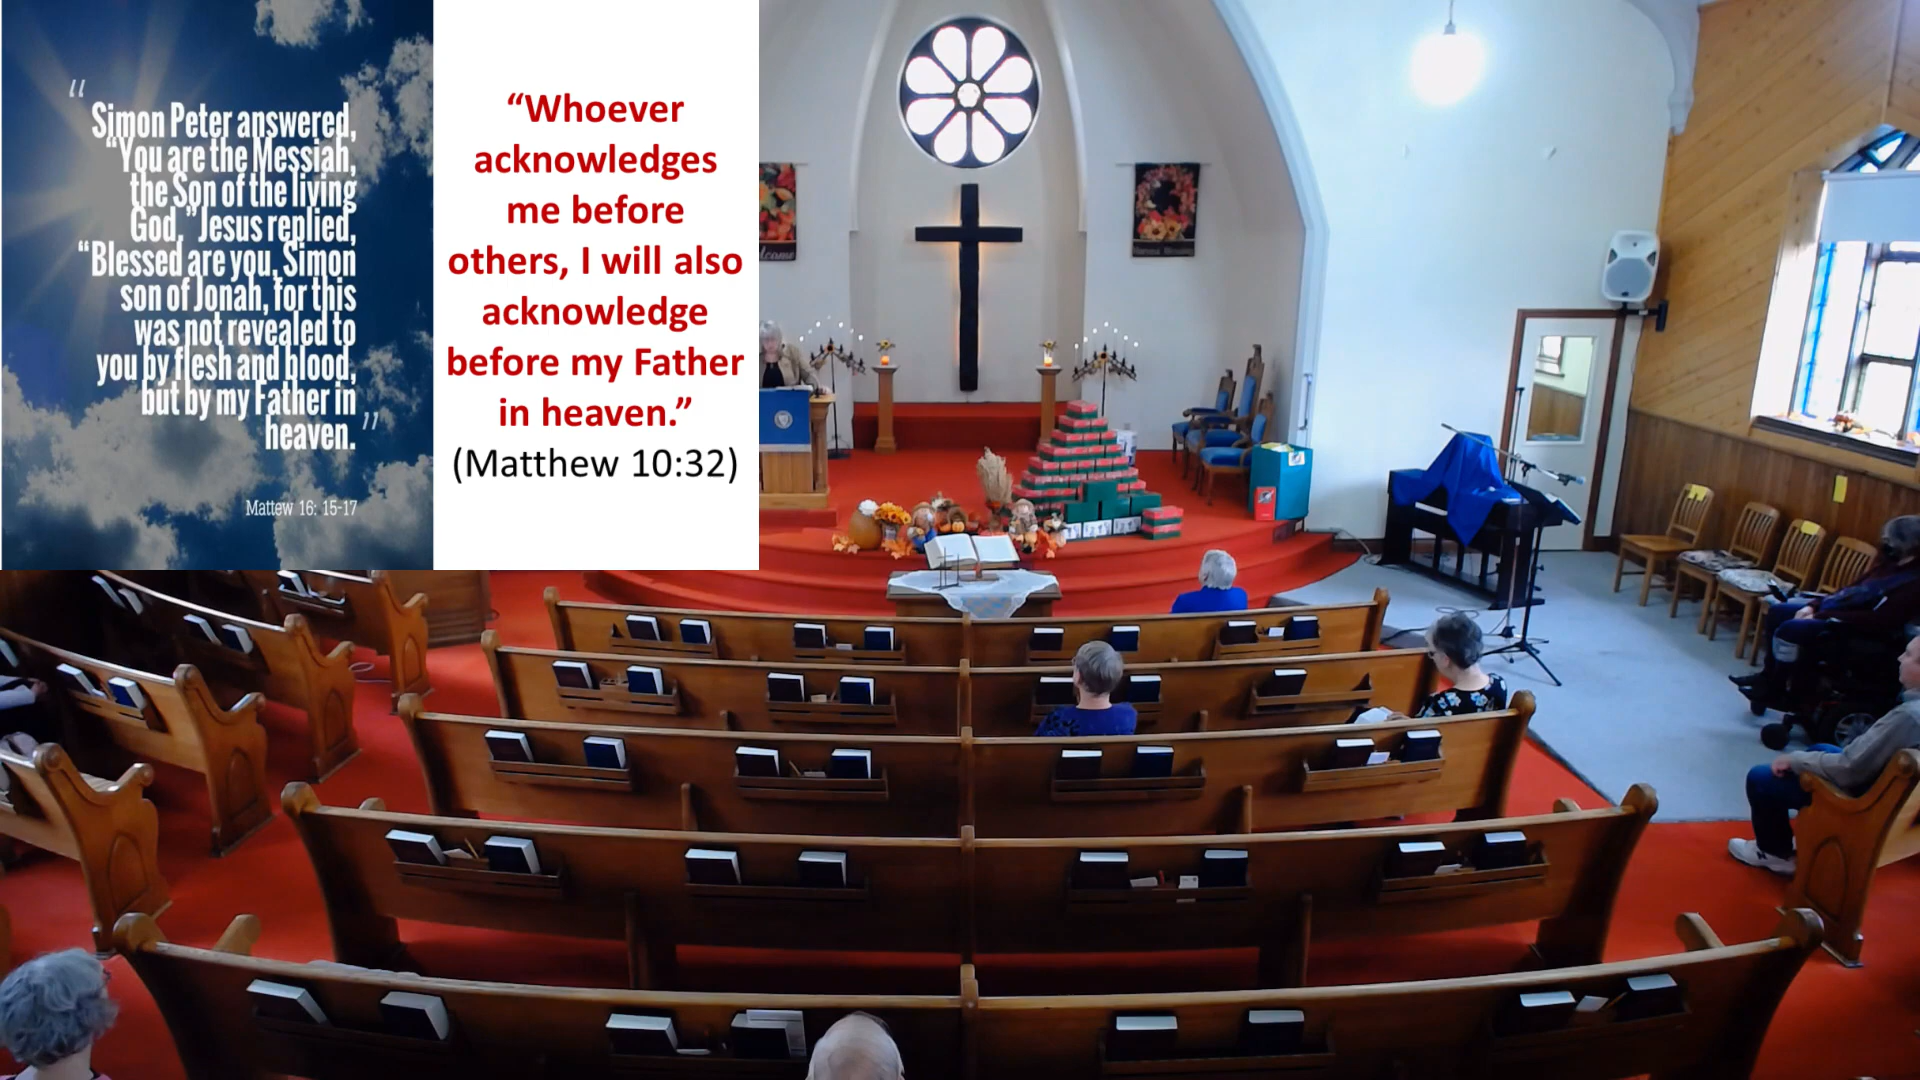 “
Simon Peter answered,
“You are the Messiah,
the Son of the living
God,” Jesus replied,
“Blessed are you, Simon
son of Jonah, for this
was not revealed to
you by flesh and blood,
but by my Father in
heaven.
”
Mattew 16: 15-17
“Whoever
acknowledges
me before
others, I will also
acknowledge
before my Father
in heaven.”
(Matthew 10:32)